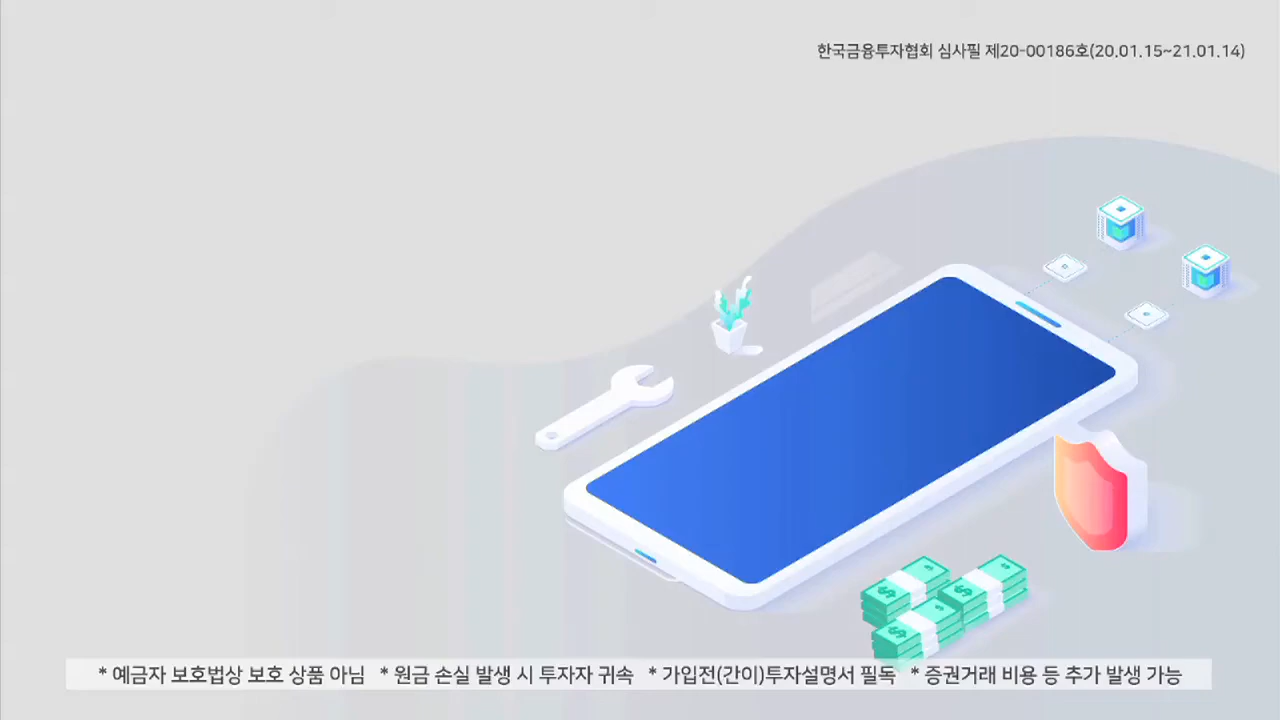 한국금융투자협회 심사필 제20-00186호(20.01.15~21.01.14)
* 예금자 보호법상 보호 상품 아님 * 원금 손실 발생 시 투자자 귀속 * 가입전(간이)투자설명서 필독 * 증권거래 비용 등 추가 발생 가능